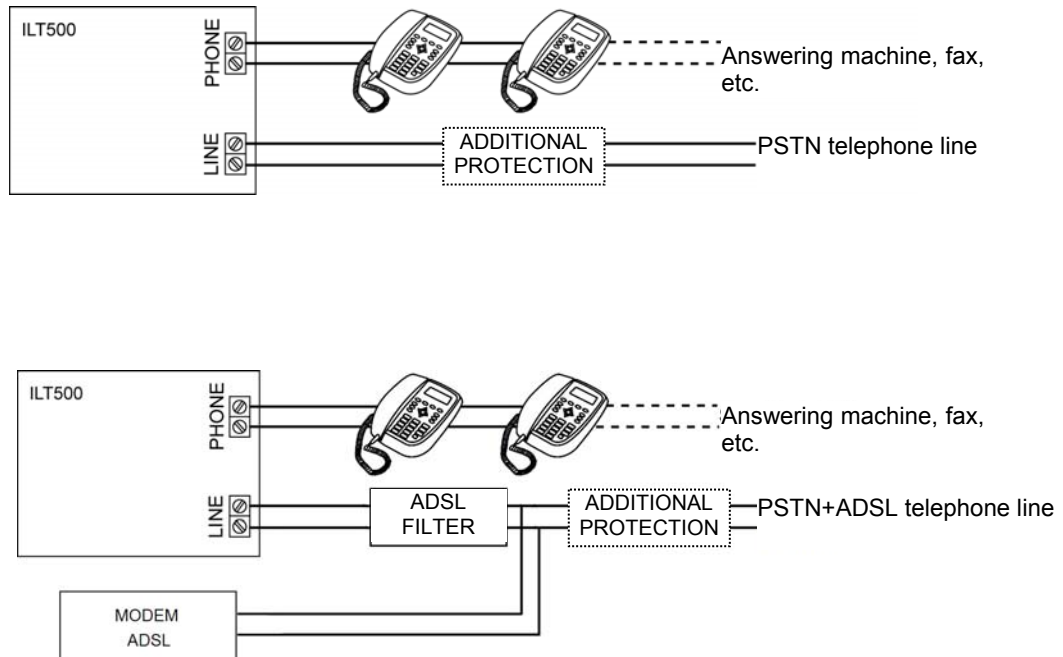 ILT500
PHONE
Answering machine, fax,
etc.
LINE
ADDITIONAL
PROTECTION
PSTN telephone line
ILT500
PHONE
Answering machine, fax,
etc.
LINE
ADSL
FILTER
ADDITIONAL
PROTECTION
PSTN+ADSL telephone line
MODEM
ADSL